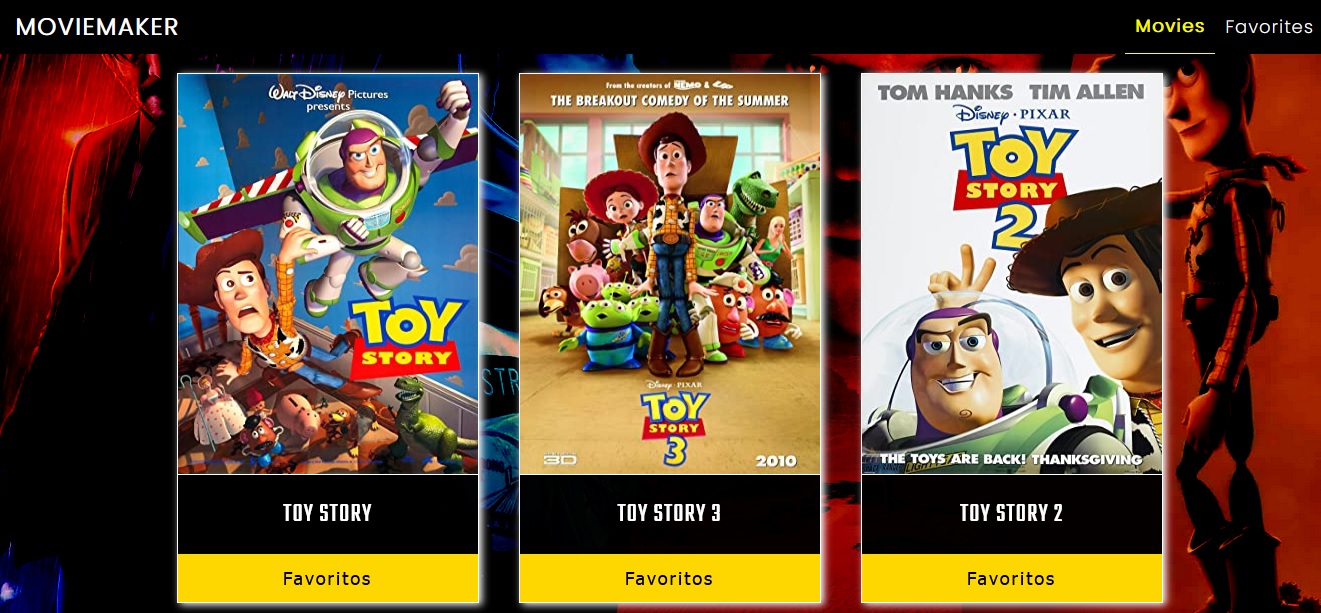 MOVIEMAKER
Movies
Favorites
WALT DISNEY Pictures
presents
TOY
STORY
TOY STORY
Favoritos
from the creators of NEMO &
THE BREAKOUT COMEDY OF THE SUMMER
Disney · PIXAR
TOY
STORY
3
3D
2010
TOY STORY 3
Favoritos
TOM HANKS TIM ALLEN
Disney · PIXAR
TOY
STORY
2
THE TOYS ARE BACK! THANKSGIVING
TOY STORY 2
Favoritos
STR